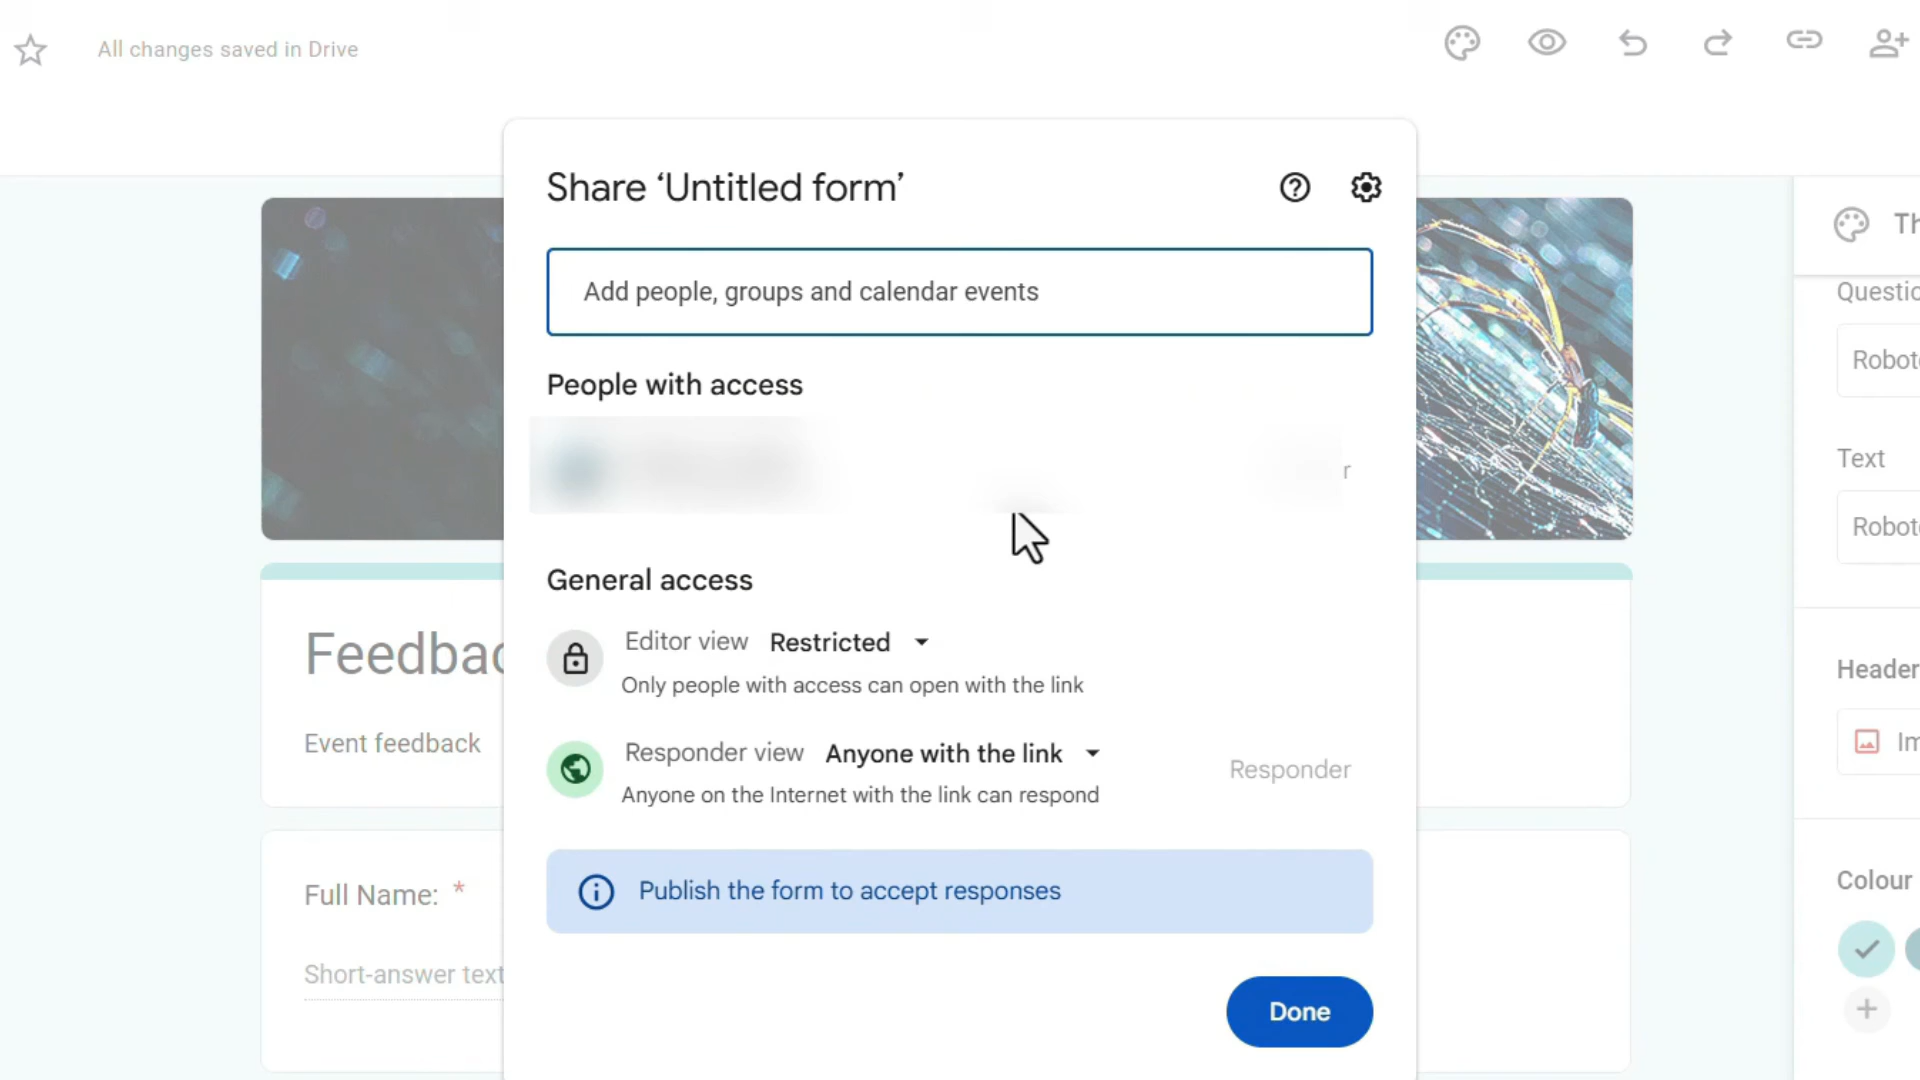 All changes saved in Drive
Share ‘Untitled form’
Add people, groups and calendar events
People with access
r
General access
Editor view Restricted
Only people with access can open with the link
Responder view Anyone with the link
Anyone on the Internet with the link can respond
Responder
Publish the form to accept responses
Done
Feedbac
Event feedback
Full Name: *
Short-answer text
Th
Questio
Robot
Text
Robot
Header
Im
Colour